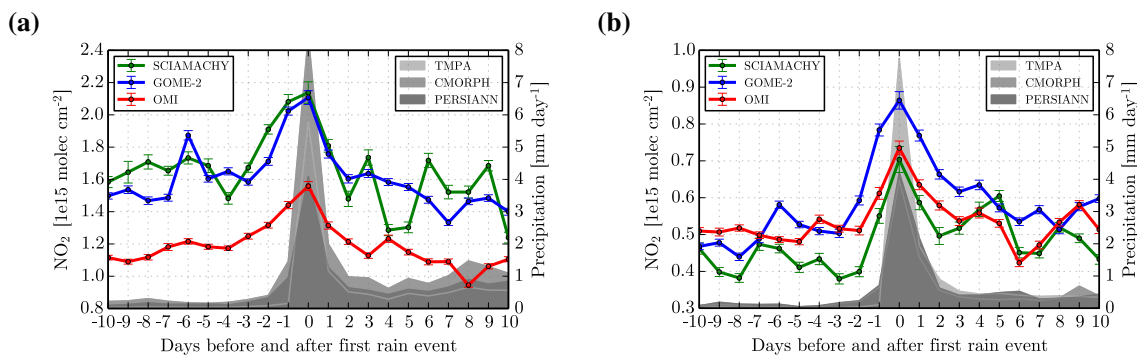 (a)
2.4
2.2
2.0
1.8
1.6
1.4
1.2
1.0
0.8
NO2 [1e15 molec cm−2]
SCIAMACHY
GOME-2
OMI
TMPA
CMORPH
PERSIANN
8
7
6
5
4
3
2
1
0
Precipitation [mm day−1]
-10 -9 -8 -7 -6 -5 -4 -3 -2 -1 0 1 2 3 4 5 6 7 8 9 10
Days before and after first rain event
(b)
1.0
0.9
0.8
0.7
0.6
0.5
0.4
0.3
NO2 [1e15 molec cm−2]
SCIAMACHY
GOME-2
OMI
TMPA
CMORPH
PERSIANN
8
7
6
5
4
3
2
1
0
Precipitation [mm day−1]
-10 -9 -8 -7 -6 -5 -4 -3 -2 -1 0 1 2 3 4 5 6 7 8 9 10
Days before and after first rain event